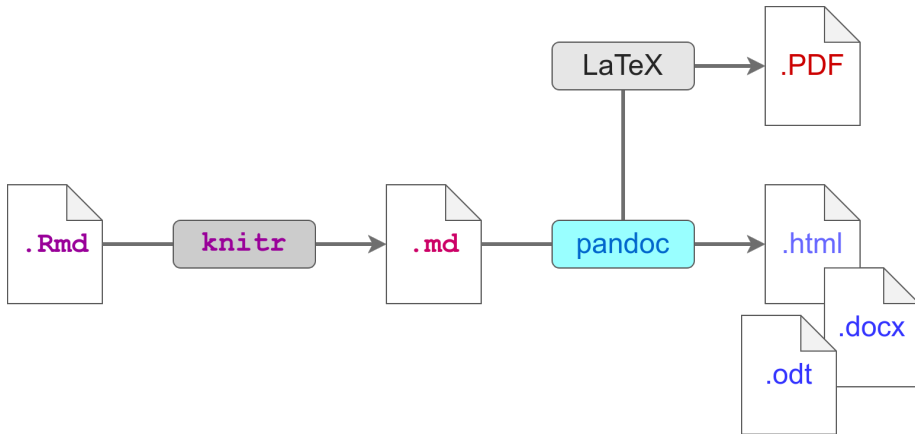 LaTeX
.PDF
.Rmd
knitr
.md
pandoc
.html
.docx
.odt